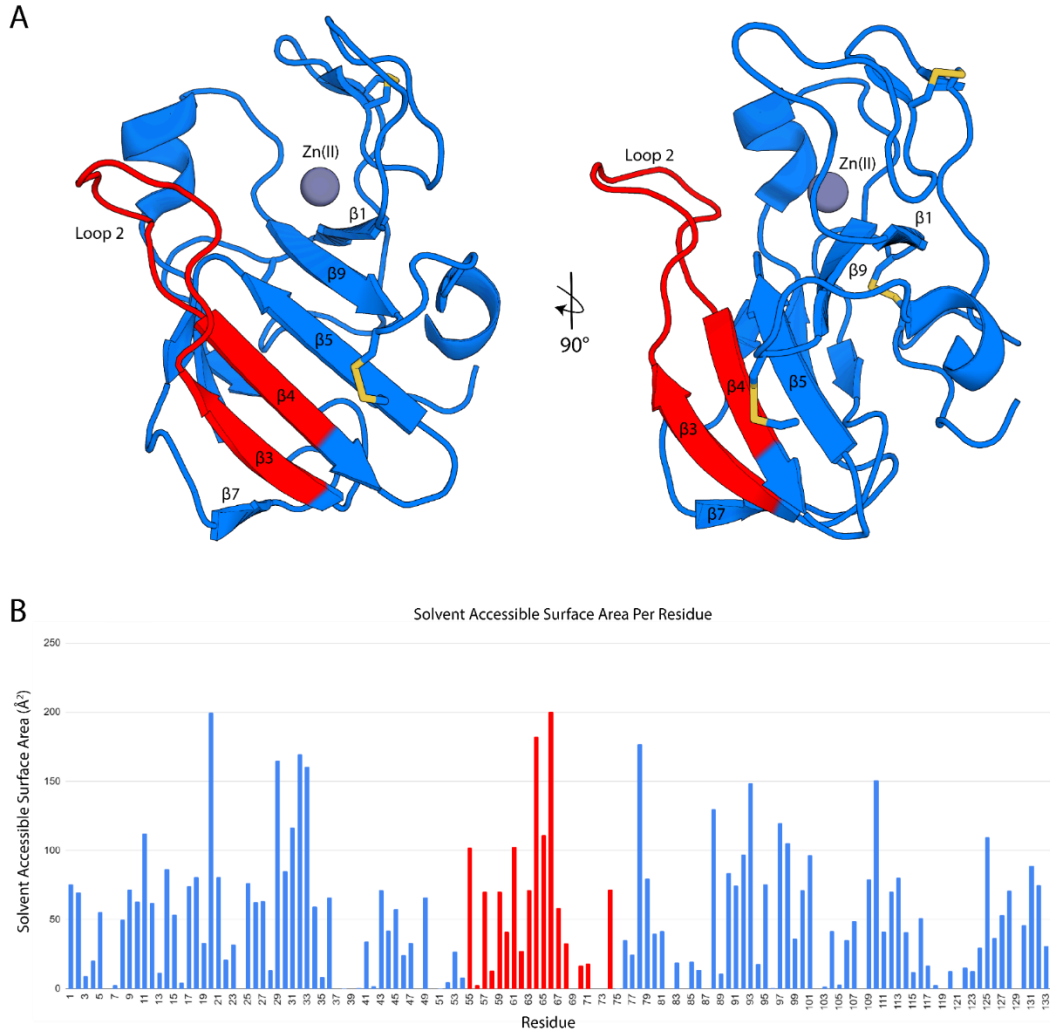 A
Zn(II)
Loop 2
β1
β9
β5
β4
β3
β7
90°
Loop 2
Zn(II)
β1
β9
β4
β5
β3
β7
B
Solvent Accessible Surface Area Per Residue
Solvent Accessible Surface Area (Å²)
250
200
150
100
50
0
1 3 5 7 9 11 13 15 17 19 21 23 25 27 29 31 33 35 37 39 41 43 45 47 49 51 53 55 57 59 61 63 65 67 69 71 73 75 77 79 81 83 85 87 89 91 93 95 97 99 101 103 105 107 109 111 113 115 117 119 121 123 125 127 129 131 133
Residue